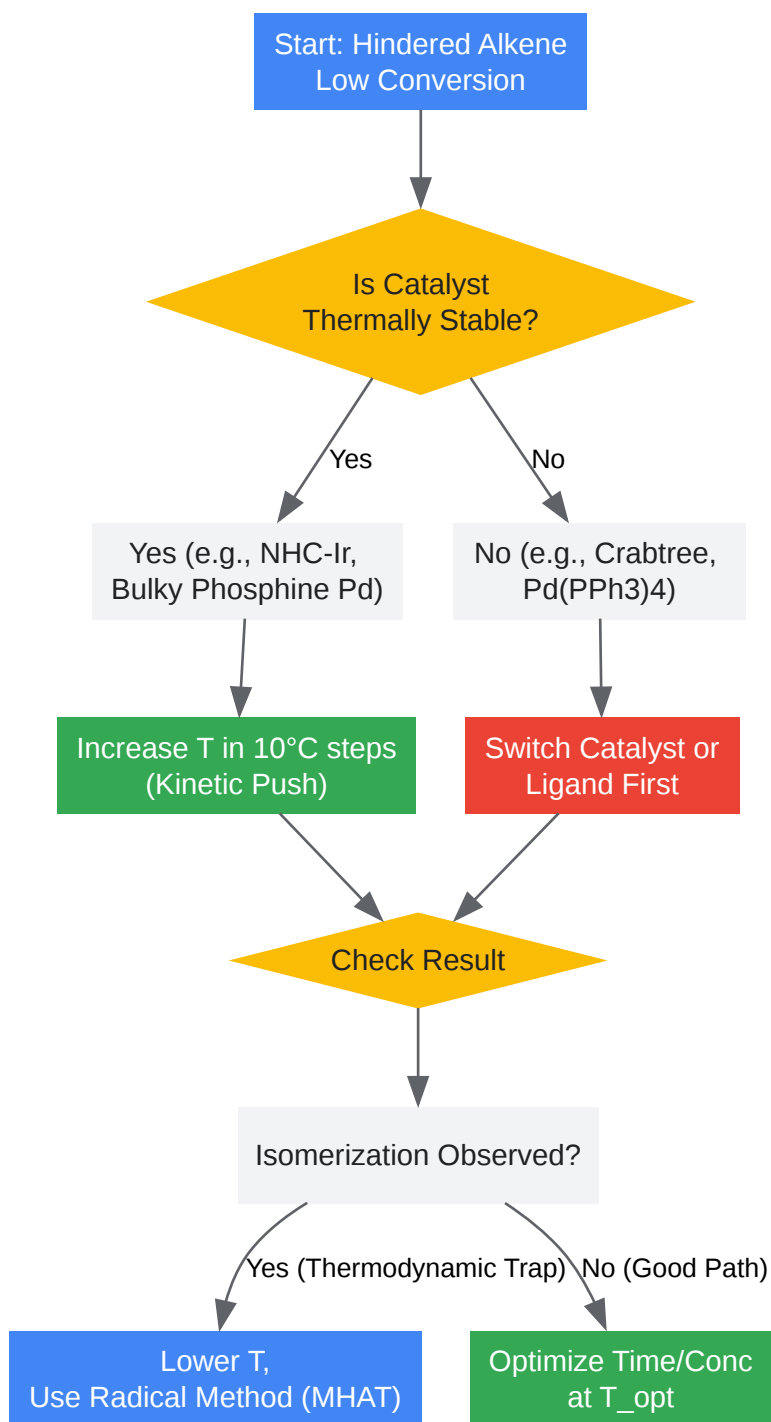 Start: Hindered Alkene
Low Conversion
Is Catalyst
Thermally Stable?
Yes
No
Yes (e.g., NHC-Ir,
Bulky Phosphine Pd)
No (e.g., Crabtree,
Pd(PPh3)4)
Increase T in 10°C steps
(Kinetic Push)
Switch Catalyst or
Ligand First
Check Result
Isomerization Observed?
Yes (Thermodynamic Trap)
No (Good Path)
Lower T,
Use Radical Method (MHAT)
Optimize Time/Conc
at T_opt